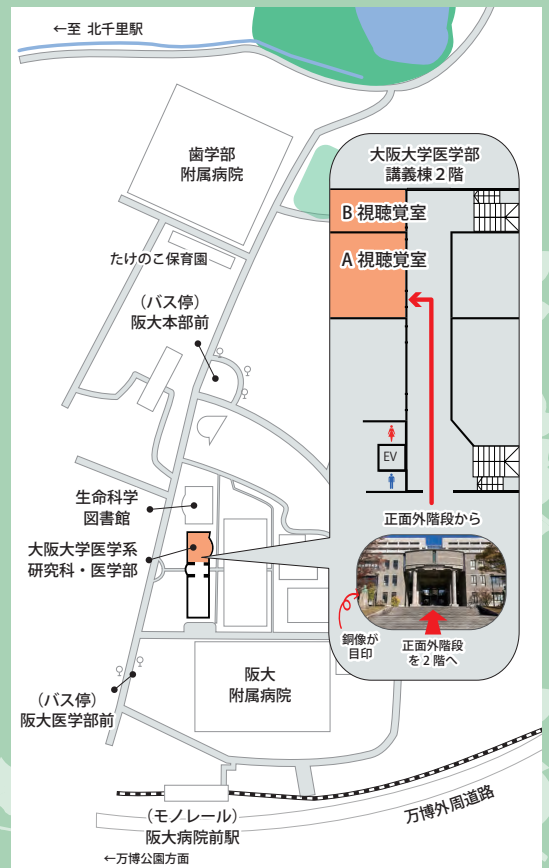 ←至 北千里駅
歯学部
附属病院
大阪大学医学部
講義棟２階
B 視聴覚室
A 視聴覚室
たけのこ保育園
（バス停）
阪大本部前
EV
生命科学
図書館
正面外階段から
大阪大学医学系
研究科・医学部
銅像が
目印
正面外階段
を２階へ
阪大
附属病院
（バス停）
阪大医学部前
（モノレール）
阪大病院前駅
万博外周道路
←万博公園方面